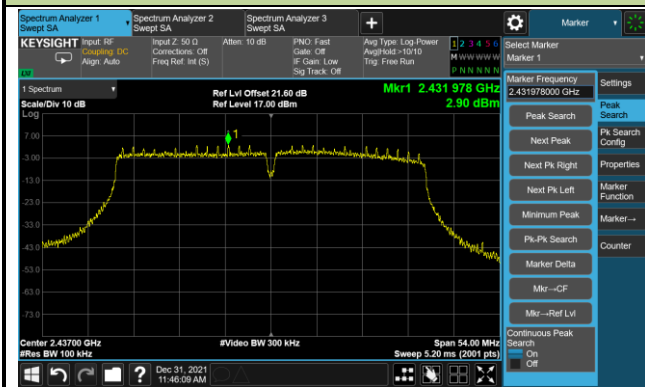 Spectrum Analyzer 1
Swept SA
Spectrum Analyzer 2
Swept SA
Spectrum Analyzer 3
Swept SA
+
Marker
KEYSIGHT
Input: RF
Coupling: DC
Align: Auto
Input Z: 50 Ω
Corrections: Off
Freq Ref: Int (S)
Atten: 10 dB
PNO: Fast
Gate: Off
IF Gain: Low
Sig Track: Off
Avg Type: Log-Power
Avg|Hold:>10/10
Trig: Free Run
1 2 3 4 5 6
M W W W W W
P N N N N N
Select Marker
Marker 1
1 Spectrum
Scale/Div 10 dB
Log
Ref Lvl Offset 21.60 dB
Ref Level 17.00 dBm
Mkr1 2.431 978 GHz
2.90 dBm
1
7.00
-3.00
-13.0
-23.0
-33.0
-43.0
-53.0
-63.0
-73.0
Center 2.43700 GHz
#Res BW 100 kHz
#Video BW 300 kHz
Span 54.00 MHz
Sweep 5.20 ms (2001 pts)
Marker Frequency
2.431978000 GHz
Peak Search
Next Peak
Next Pk Right
Next Pk Left
Minimum Peak
Pk-Pk Search
Marker Delta
Mkr→CF
Mkr→Ref Lvl
Continuous Peak
Search
On
Off
Settings
Peak
Search
Pk Search
Config
Properties
Marker
Function
Marker→
Counter
?
Dec 31, 2021
11:46:09 AM